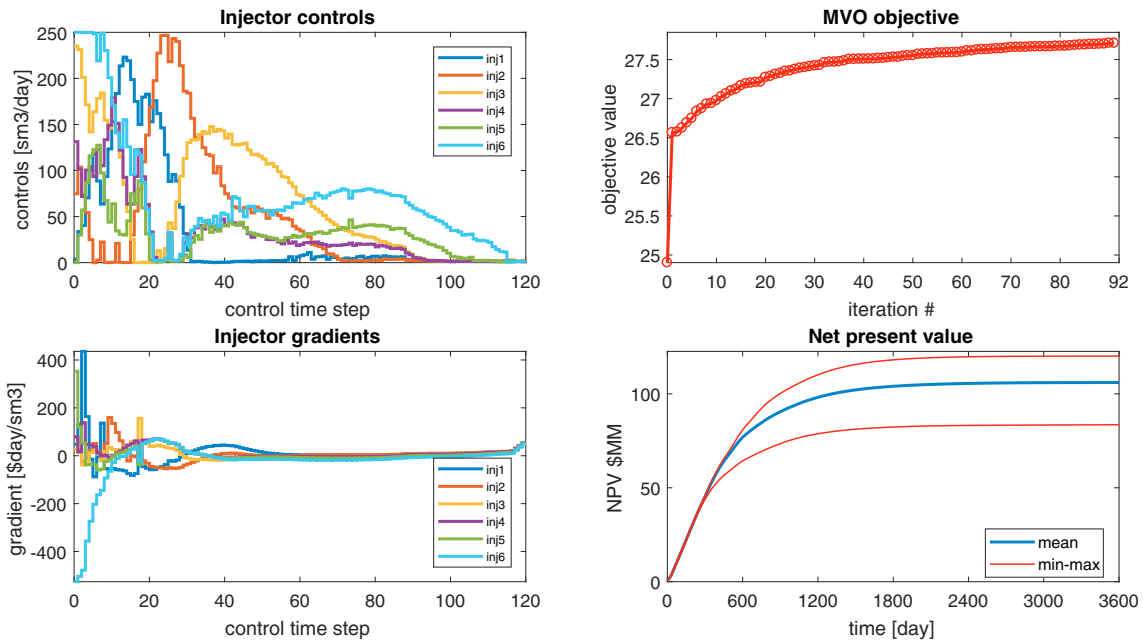 Injector controls
controls [sm3/day]
250
200
150
100
50
0
0 20 40 60 80 100 120
control time step
inj1
inj2
inj3
inj4
inj5
inj6
MVO objective
objective value
27.5
27
26.5
26
25.5
25
0 10 20 30 40 50 60 70 80 92
iteration #
Injector gradients
gradient [$day/sm3]
400
200
0
-200
-400
0 20 40 60 80 100 120
control time step
inj1
inj2
inj3
inj4
inj5
inj6
Net present value
NPV $MM
100
50
0
0 600 1200 1800 2400 3000 3600
time [day]
mean
min-max